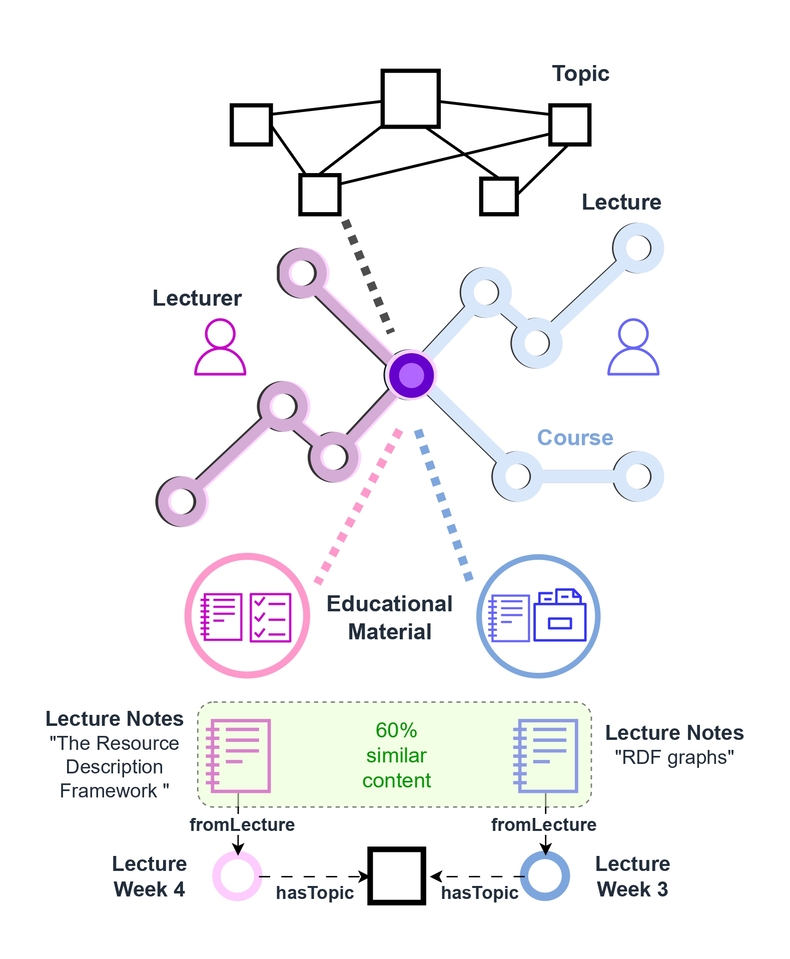 Topic
Lecture
Lecturer
Course
Educational
Material
Lecture Notes
"The Resource
Description
Framework "
60%
similar
content
Lecture Notes
"RDF graphs"
fromLecture
fromLecture
Lecture
Week 4
hasTopic
hasTopic
Lecture
Week 3